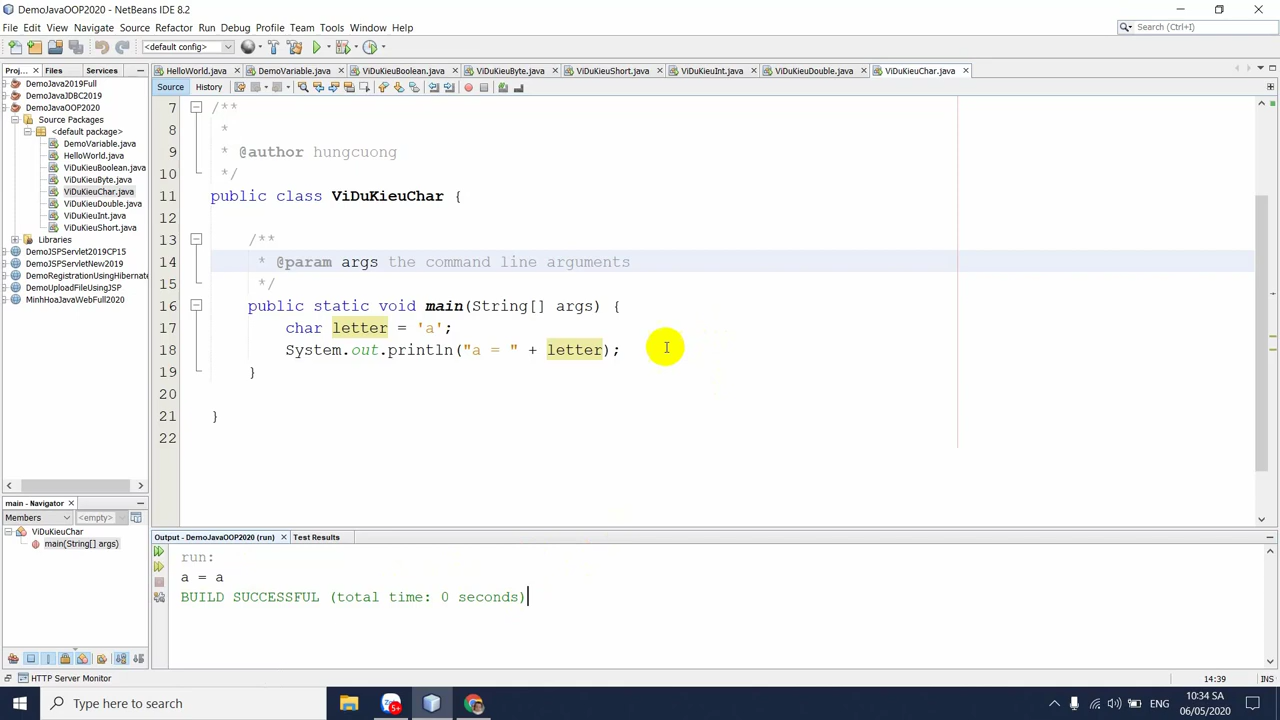 DemoJavaOOP2020 - NetBeans IDE 8.2
File Edit View Navigate Source Refactor Run Debug Profile Team Tools Window Help
Search (Ctrl+I)
<default config>
Proj... Files Services
HelloWorld.java DemoVariable.java ViDuKieuBoolean.java ViDuKieuByte.java ViDuKieuShort.java ViDuKieuInt.java ViDuKieuDouble.java ViDuKieuChar.java
Source History
DemoJava2019Full
DemoJavaJDBC2019
DemoJavaOOP2020
Source Packages
<default package>
DemoVariable.java
HelloWorld.java
ViDuKieuBoolean.java
ViDuKieuByte.java
ViDuKieuChar.java
ViDuKieuDouble.java
ViDuKieuInt.java
ViDuKieuShort.java
Libraries
DemoJSPServlet2019CP15
DemoJSPServletNew2019
DemoRegistrationUsingHibernate
DemoUploadFileUsingJSP
MinhHoaJavaWebFull2020
7 /**
8 *
9 * @author hungcuong
10 */
11 public class ViDuKieuChar {
12
13 /**
14 * @param args the command line arguments
15 */
16 public static void main(String[] args) {
17 char letter = 'a';
18 System.out.println("a = " + letter);
19 }
20
21 }
22
main - Navigator
Members <empty>
ViDuKieuChar
main(String[] args)
Output - DemoJavaOOP2020 (run) Test Results
run:
a = a
BUILD SUCCESSFUL (total time: 0 seconds)
HTTP Server Monitor
14:39 INS
Type here to search
5+
ENG
10:34 SA
06/05/2020